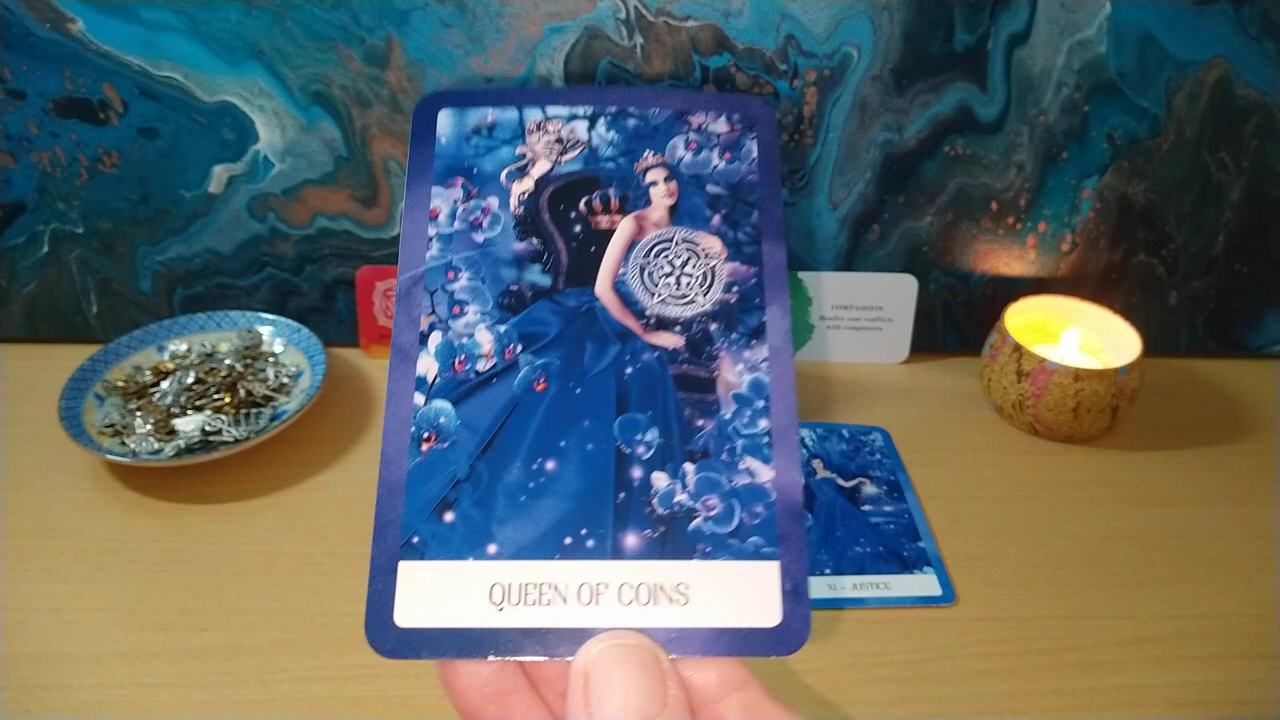 QUEEN OF COINS
COMPASSION
Resolve your conflicts
with compassion.
XI - JUSTICE